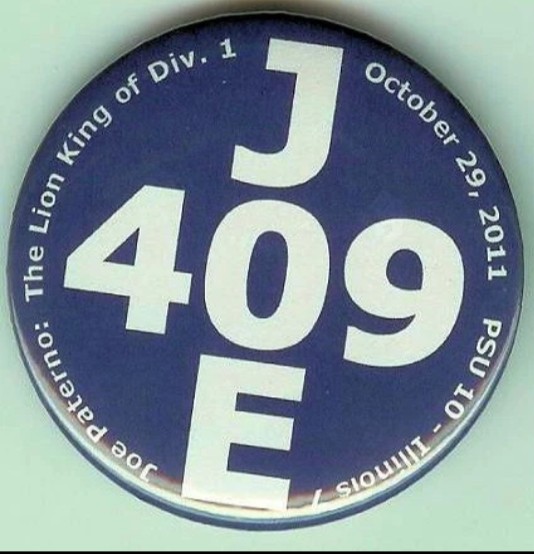 Joe Paterno: The Lion King of Div. 1
October 29, 2011 PSU 10 - Illinois 7
J
409
E